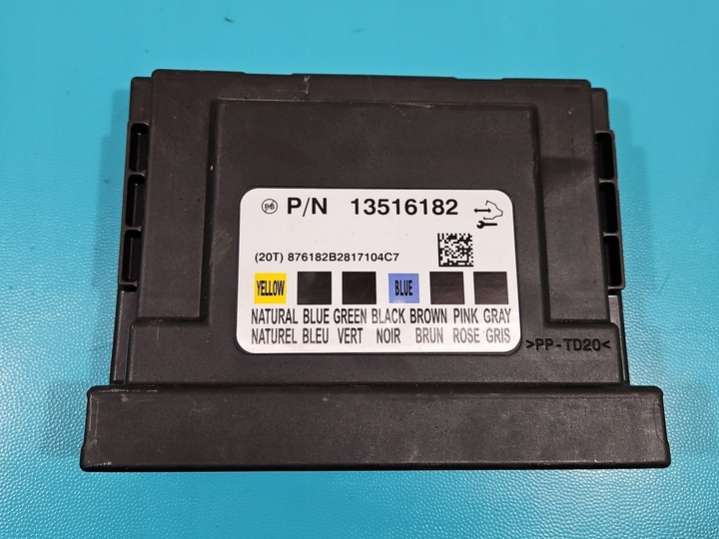 P/N 13516182
(20T) 876182B2817104C7
YELLOW BLUE
NATURAL BLUE GREEN BLACK BROWN PINK GRAY
NATUREL BLEU VERT NOIR BRUN ROSE GRIS
>PP-TD20<